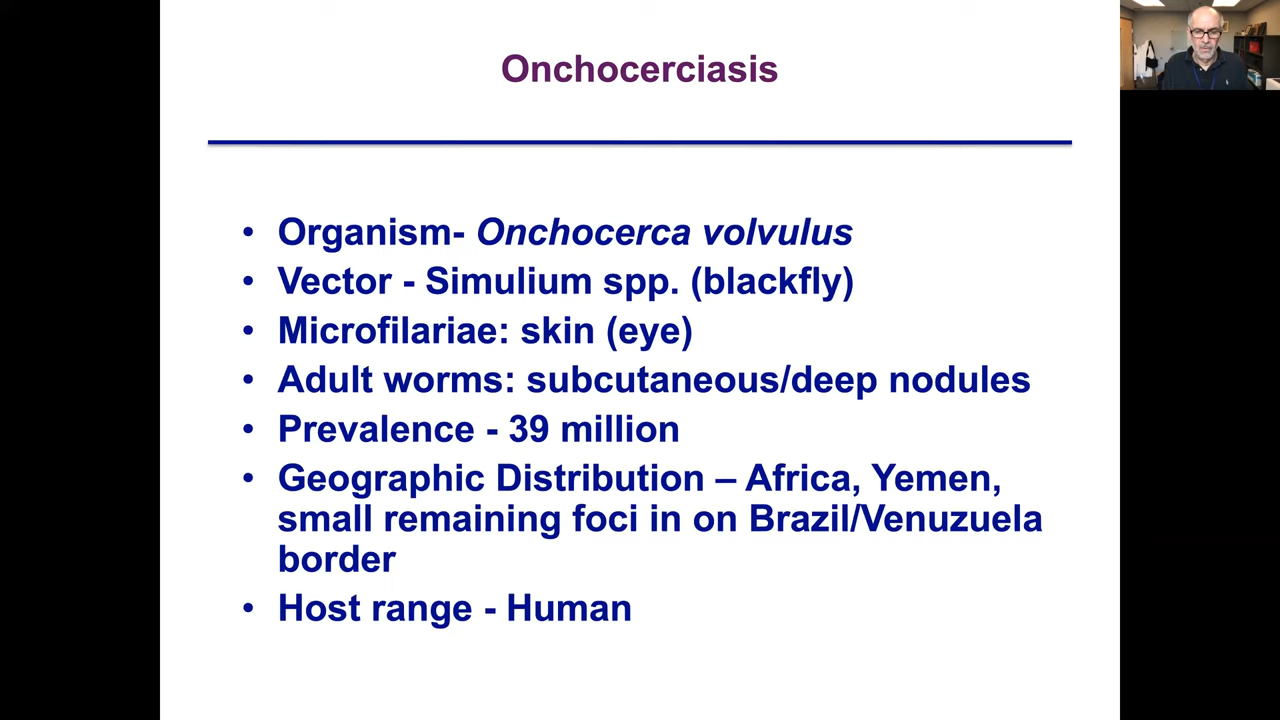 Onchocerciasis
• Organism- Onchocerca volvulus
• Vector - Simulium spp. (blackfly)
• Microfilariae: skin (eye)
• Adult worms: subcutaneous/deep nodules
• Prevalence - 39 million
• Geographic Distribution – Africa, Yemen,
small remaining foci in on Brazil/Venuzuela
border
• Host range - Human